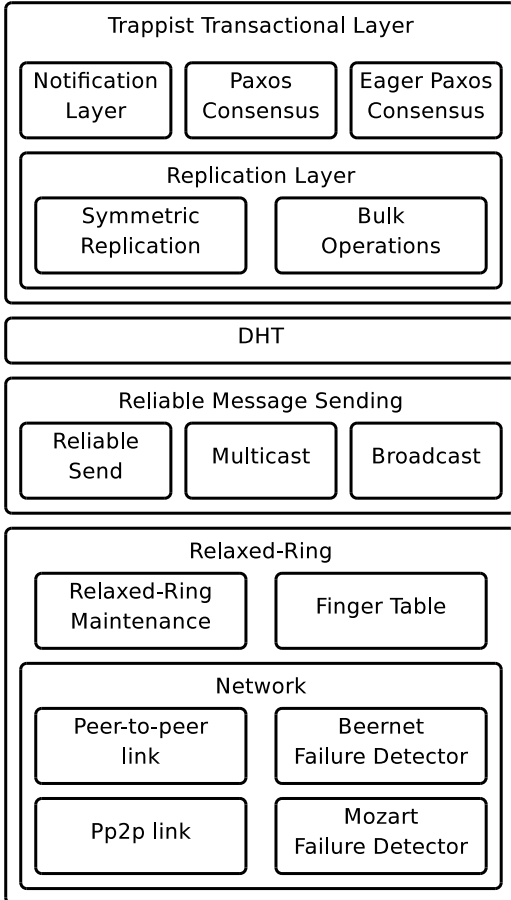 Trappist Transactional Layer
Notification
Layer
Paxos
Consensus
Eager Paxos
Consensus
Replication Layer
Symmetric
Replication
Bulk
Operations
DHT
Reliable Message Sending
Reliable
Send
Multicast
Broadcast
Relaxed-Ring
Relaxed-Ring
Maintenance
Finger Table
Network
Peer-to-peer
link
Beernet
Failure Detector
Pp2p link
Mozart
Failure Detector